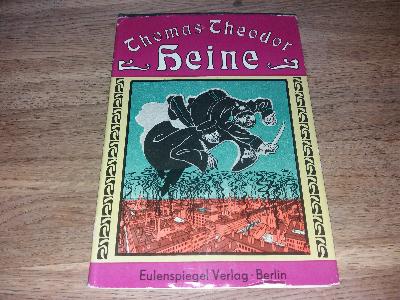 Thomas Theodor
Heine
Eulenspiegel Verlag · Berlin